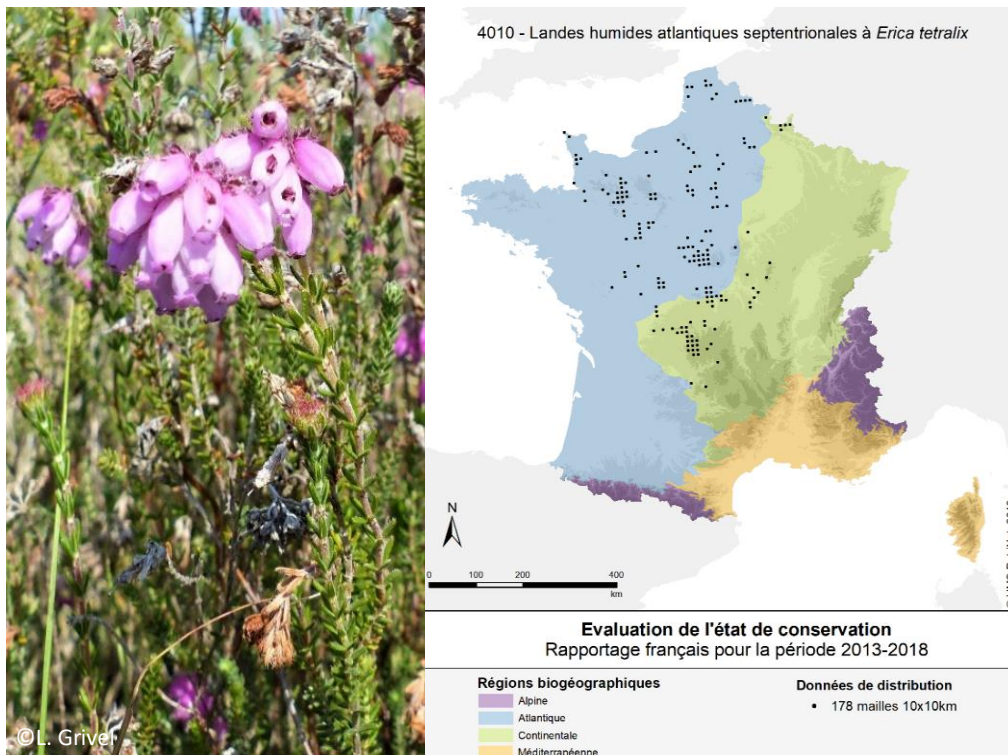 ©L. Grivel
4010 - Landes humides atlantiques septentrionales à Erica tetralix
N
0 100 200 400
km
Evaluation de l'état de conservation
Rapportage français pour la période 2013-2018
Régions biogéographiques
Alpine
Atlantique
Continentale
Méditerranéenne
Données de distribution
178 mailles 10x10km